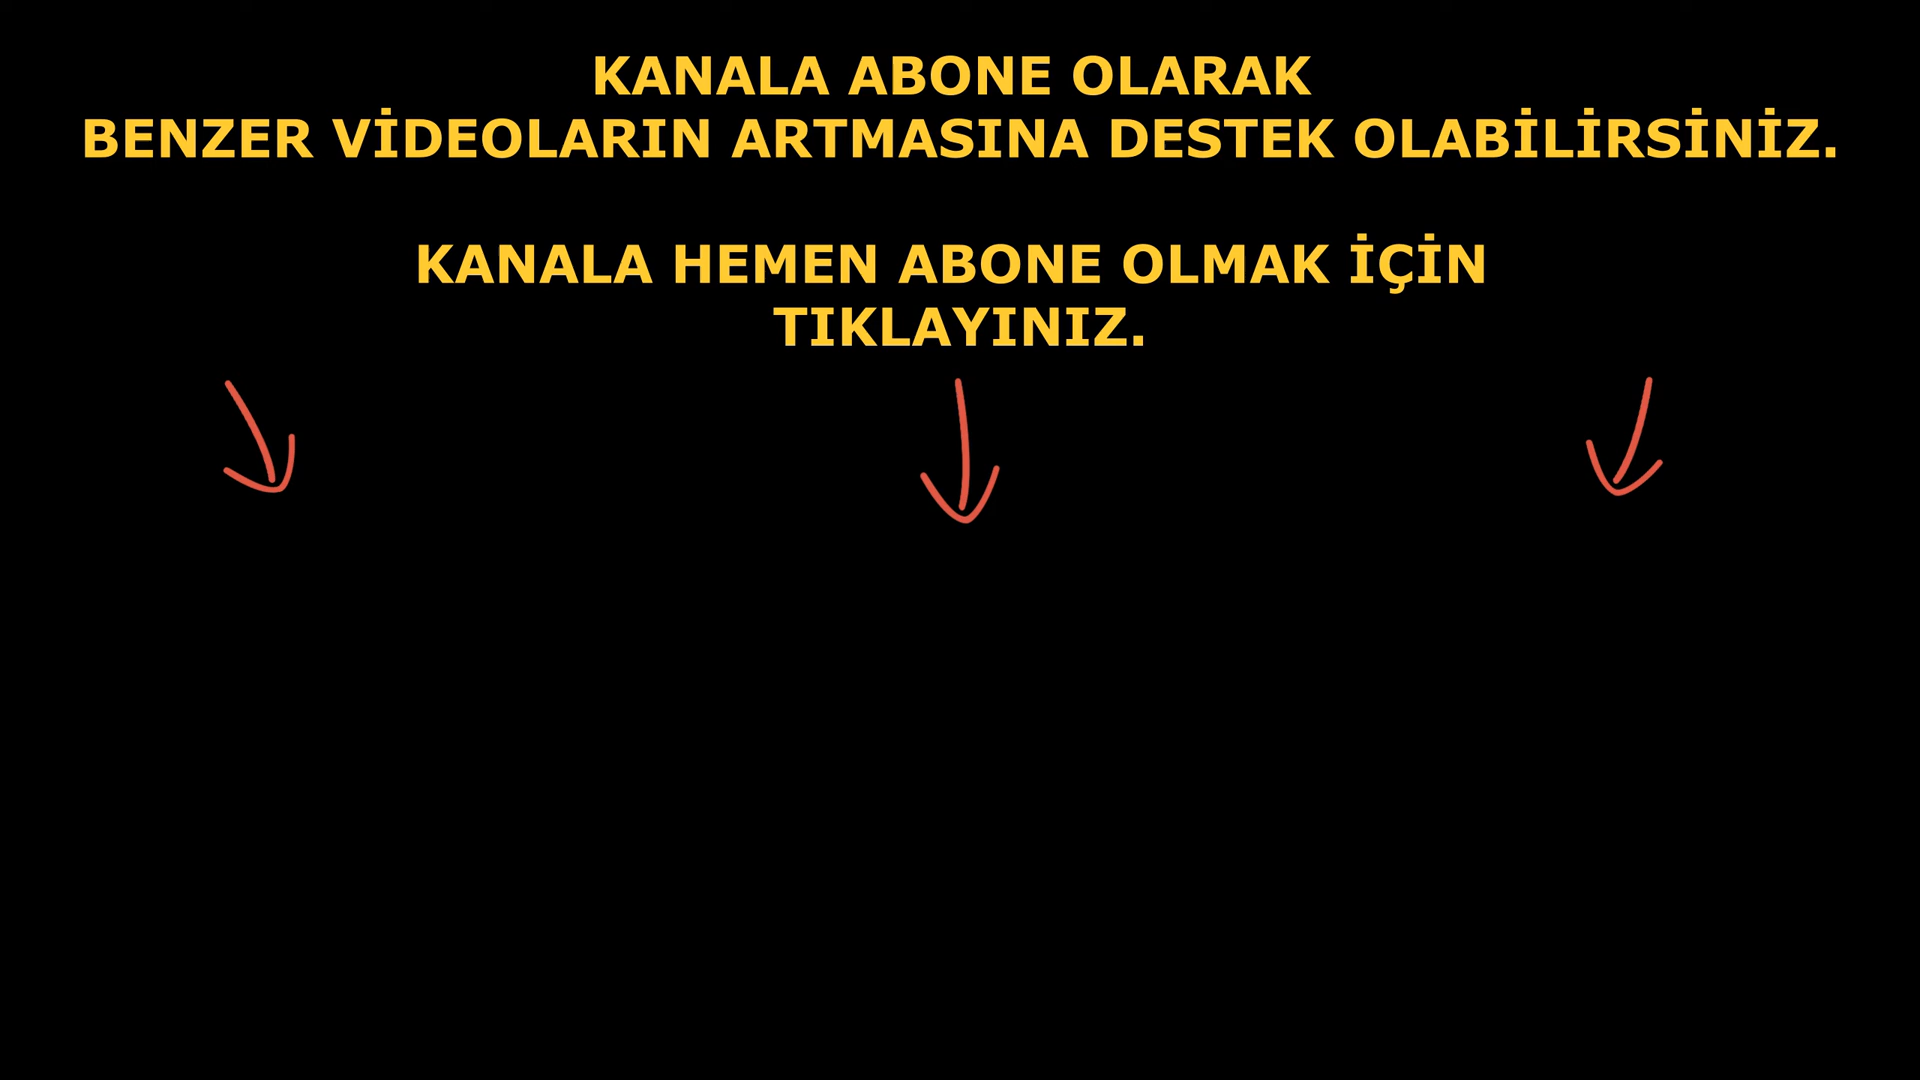 KANALA ABONE OLARAK
BENZER VİDEOLARIN ARTMASINA DESTEK OLABİLİRSİNİZ.
KANALA HEMEN ABONE OLMAK İÇİN
TIKLAYINIZ.